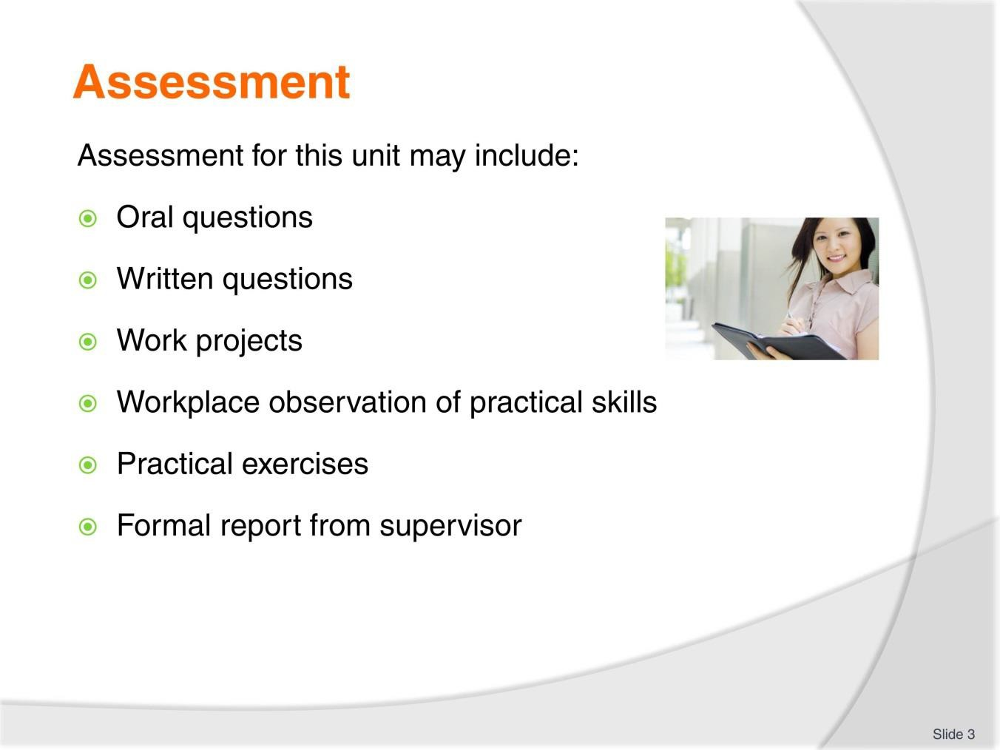 Assessment
Assessment for this unit may include:
Oral questions
Written questions
Work projects
Workplace observation of practical skills
Practical exercises
Formal report from supervisor
Slide 3